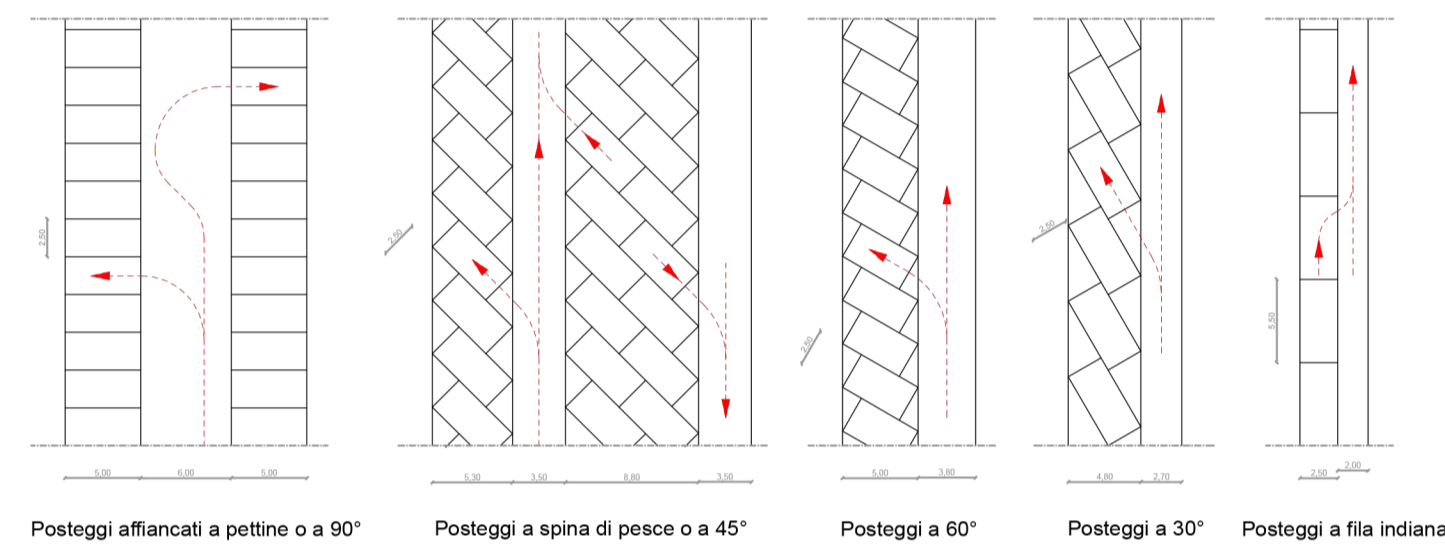 2,50
5,00 6,00 5,00
Posteggi affiancati a pettine o a 90°
2,50
5,30 3,50 8,80 3,50
Posteggi a spina di pesce o a 45°
2,50
5,00 3,80
Posteggi a 60°
2,50
4,80 2,70
Posteggi a 30°
5,50
2,50 2,00
Posteggi a fila indiana